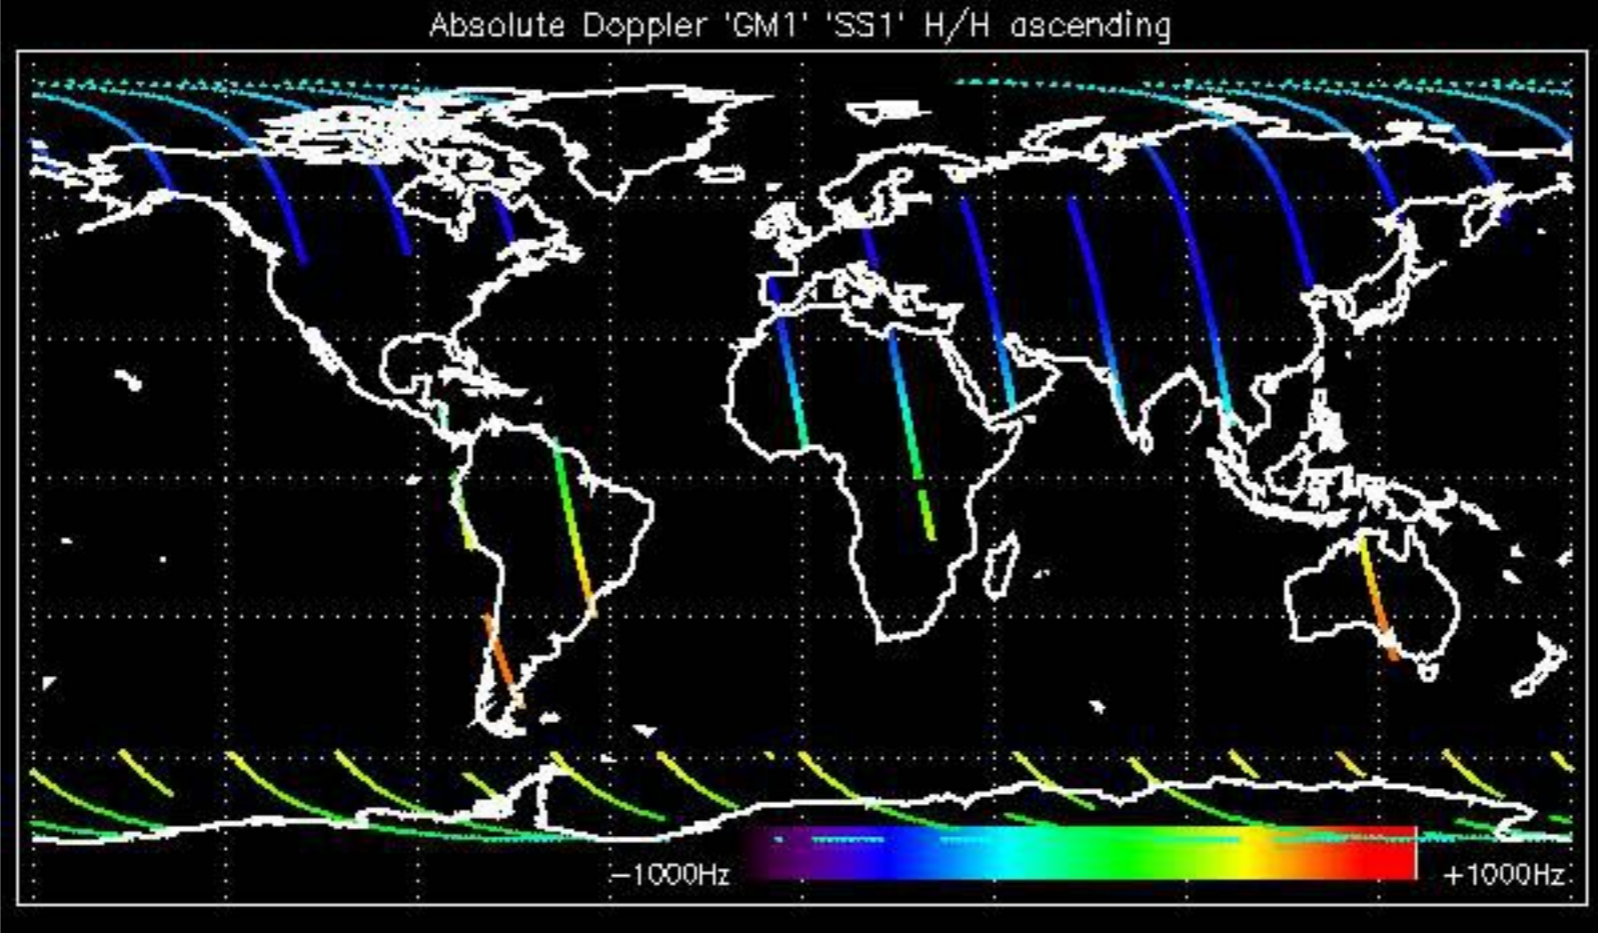 Absolute Doppler 'GM1' 'SS1' H/H ascending
−1000Hz
+1000Hz